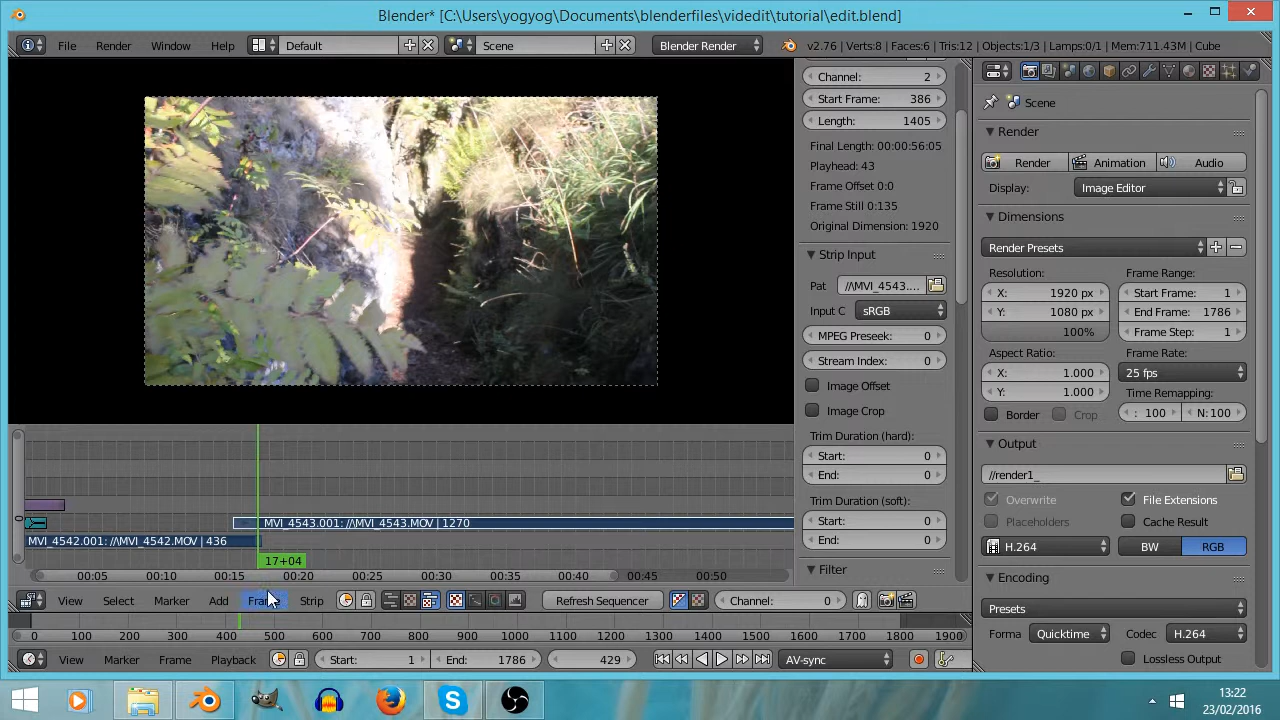 Blender* [C:\Users\yogyog\Documents\blenderfiles\videdit\tutorial\edit.blend]
File Render Window Help Default Scene Blender Render v2.76 | Verts:8 | Faces:6 | Tris:12 | Objects:1/3 | Lamps:0/1 | Mem:711.43M | Cube
Channel: 2
Start Frame: 386
Length: 1405
Final Length: 00:00:56:05
Playhead: 43
Frame Offset 0:0
Frame Still 0:135
Original Dimension: 1920
Strip Input
Pat //\MVI_4543....
Input C sRGB
MPEG Preseek: 0
Stream Index: 0
Image Offset
Image Crop
Trim Duration (hard):
Start: 0
End: 0
Trim Duration (soft):
Start: 0
End: 0
Filter
Scene
Render
Render Animation Audio
Display: Image Editor
Dimensions
Render Presets
Resolution: Frame Range:
X: 1920 px Start Frame: 1
Y: 1080 px End Frame: 1786
100% Frame Step: 1
Aspect Ratio: Frame Rate:
X: 1.000 25 fps
Y: 1.000 Time Remapping:
Border Crop : 100 N: 100
Output
//render1_
Overwrite File Extensions
Placeholders Cache Result
H.264 BW RGB
Encoding
Presets
Forma Quicktime Codec H.264
Lossless Output
MVI_4543.001: //\MVI_4543.MOV | 1270
MVI_4542.001: //\MVI_4542.MOV | 436
17+04
00:05 00:10 00:15 00:20 00:25 00:30 00:35 00:40 00:45 00:50
View Select Marker Add Strip Refresh Sequencer Channel: 0
0 100 200 300 400 500 600 700 800 900 1000 1100 1200 1300 1400 1500 1600 1700 1800 1900
View Marker Frame Playback Start: 1 End: 1786 429 AV-sync
13:22
23/02/2016